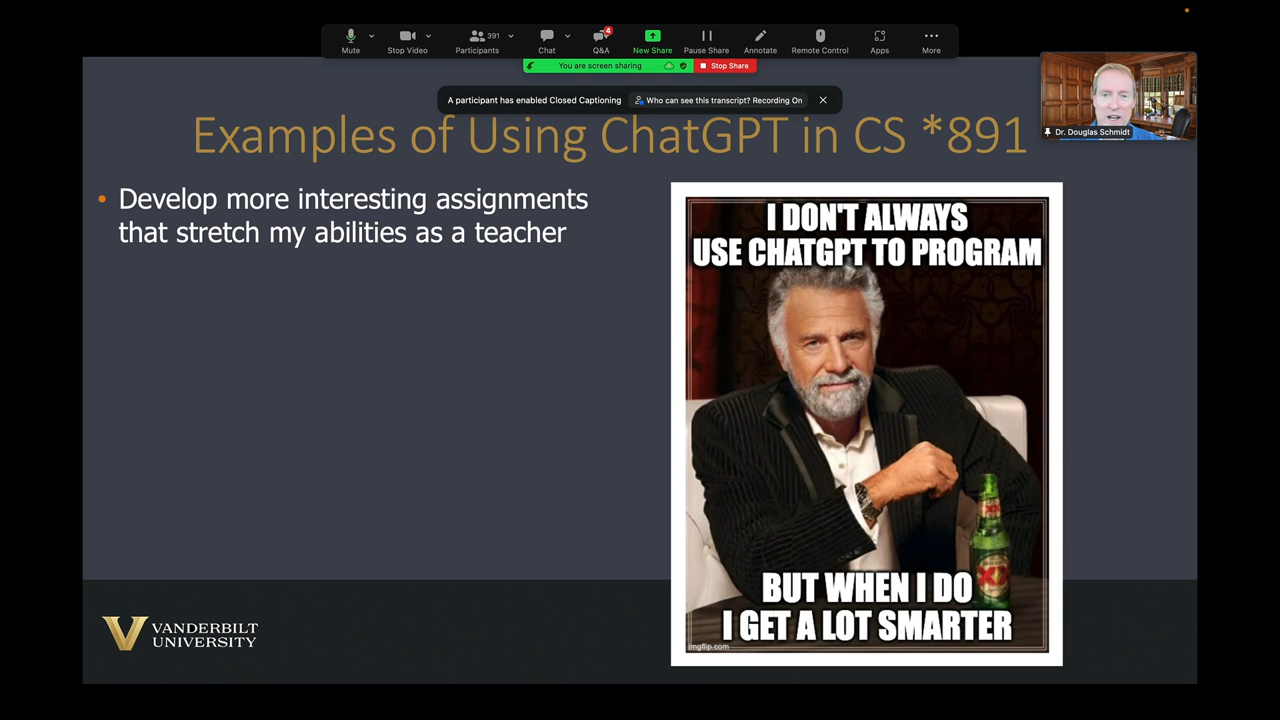 391
4
Mute
Stop Video
Participants
Chat
Q&A
New Share
Pause Share
Annotate
Remote Control
Apps
More
You are screen sharing
Stop Share
A participant has enabled Closed Captioning
Who can see this transcript? Recording On
Dr. Douglas Schmidt
Examples of Using ChatGPT in CS *891
• Develop more interesting assignments
that stretch my abilities as a teacher
I DON'T ALWAYS
USE CHATGPT TO PROGRAM
XX
BUT WHEN I DO
I GET A LOT SMARTER
imgflip.com
V VANDERBILT
UNIVERSITY